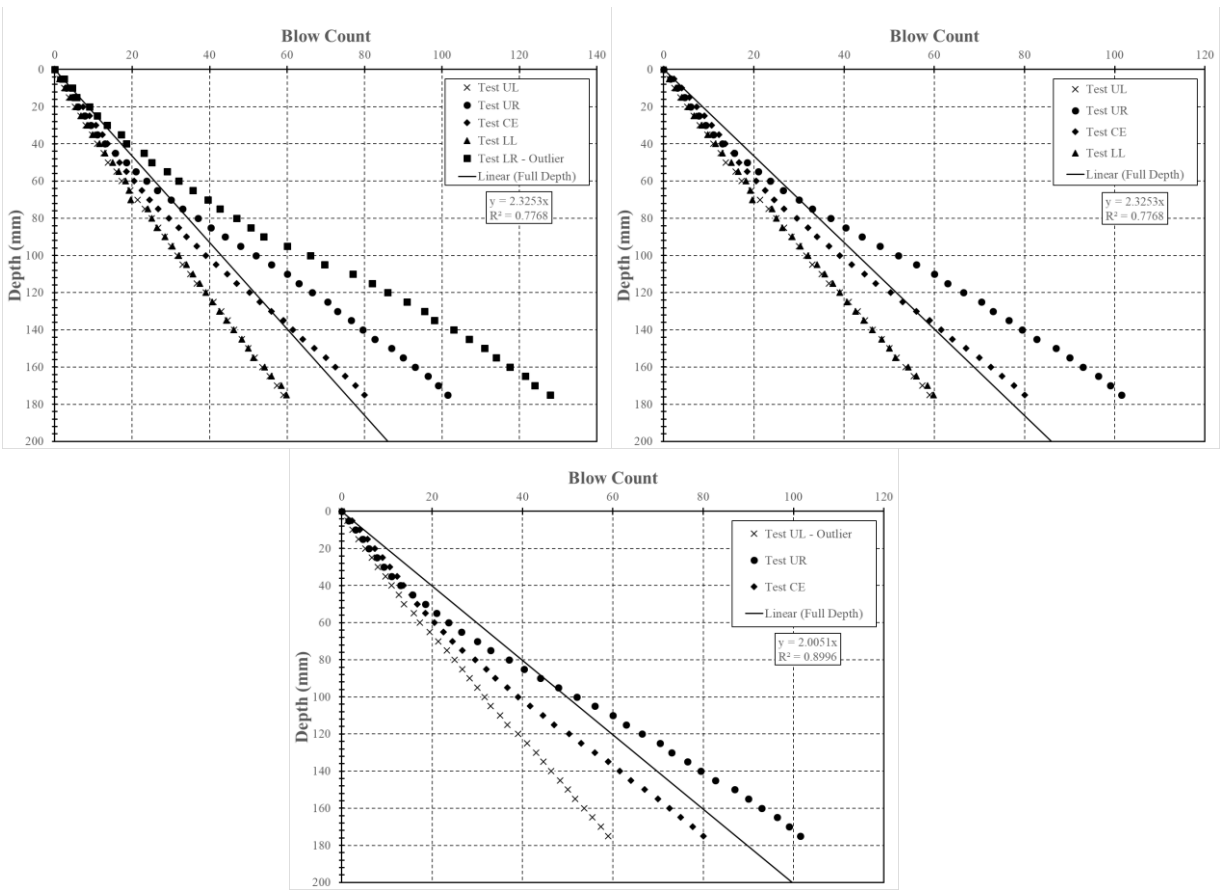 Blow Count
0 20 40 60 80 100 120 140
0
20
40
60
80
100
120
140
160
180
200
Depth (mm)
Test UL
Test UR
Test CE
Test LL
Test LR - Outlier
Linear (Full Depth)
y = 2.3253x
R² = 0.7768
Blow Count
0 20 40 60 80 100 120
0
20
40
60
80
100
120
140
160
180
200
Depth (mm)
Test UL
Test UR
Test CE
Test LL
Linear (Full Depth)
y = 2.3253x
R² = 0.7768
Blow Count
0 20 40 60 80 100 120
0
20
40
60
80
100
120
140
160
180
200
Depth (mm)
Test UL - Outlier
Test UR
Test CE
Linear (Full Depth)
y = 2.0051x
R² = 0.8996